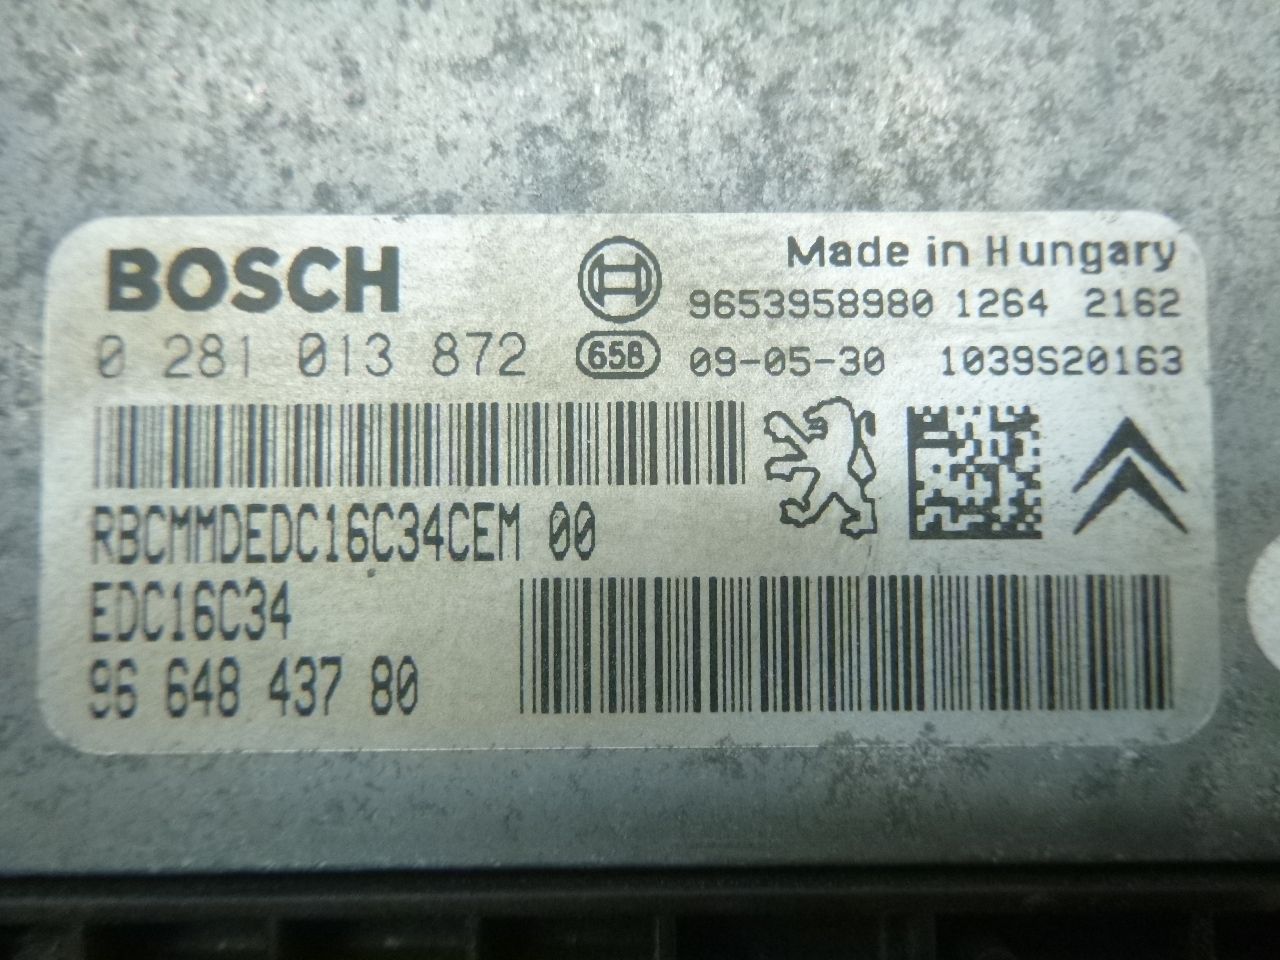 BOSCH
Made in Hungary
9653958980 1264 2162
0 281 013 872
658
09-05-30 1039S20163
RBCMMDEDC16C34CEM 00
EDC16C34
96 648 437 80